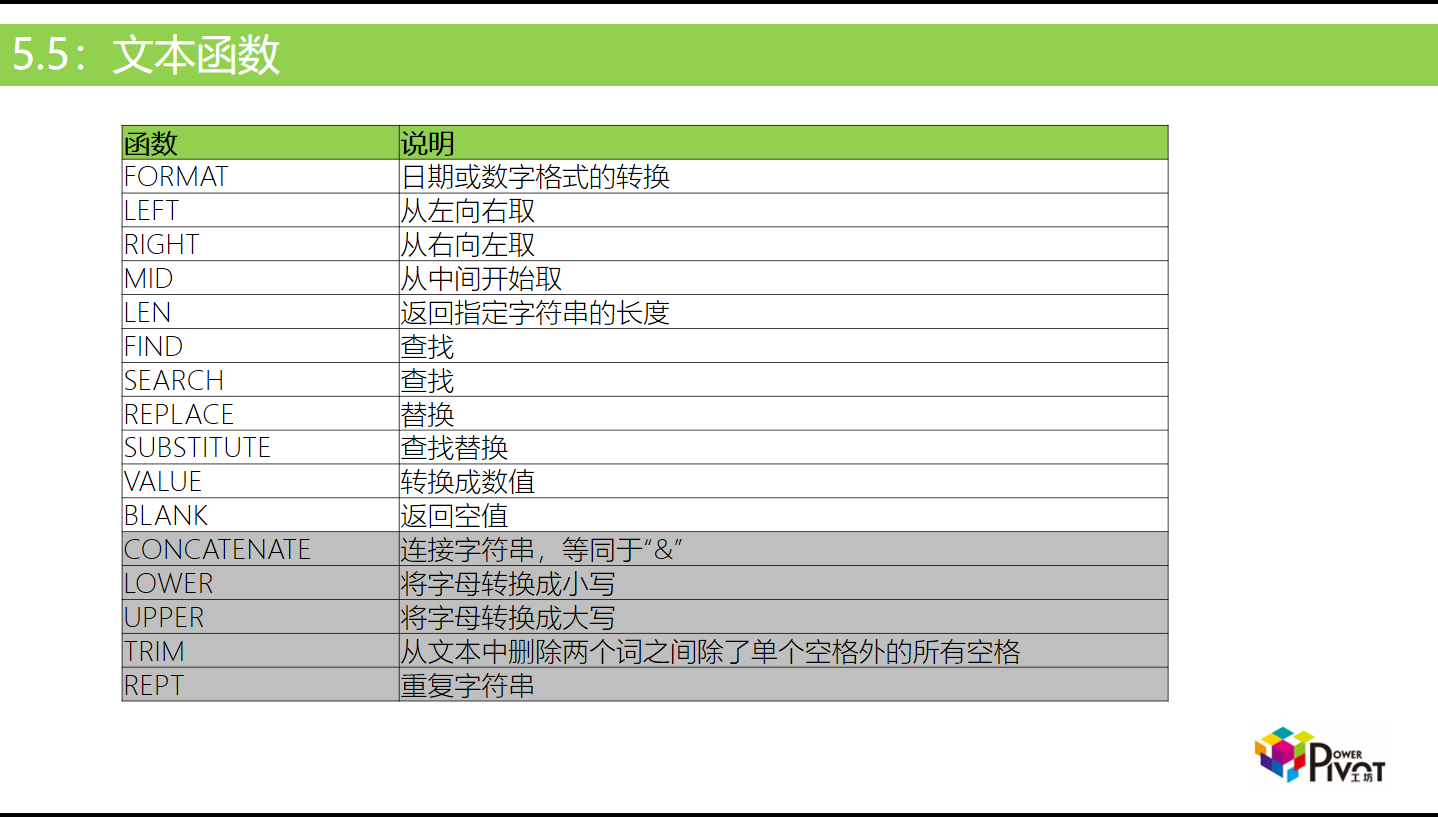 5.5：文本函数
函数 说明
FORMAT 日期或数字格式的转换
LEFT 从左向右取
RIGHT 从右向左取
MID 从中间开始取
LEN 返回指定字符串的长度
FIND 查找
SEARCH 查找
REPLACE 替换
SUBSTITUTE 查找替换
VALUE 转换成数值
BLANK 返回空值
CONCATENATE 连接字符串，等同于“&”
LOWER 将字母转换成小写
UPPER 将字母转换成大写
TRIM 从文本中删除两个词之间除了单个空格外的所有空格
REPT 重复字符串
POWER
PIVOT工坊